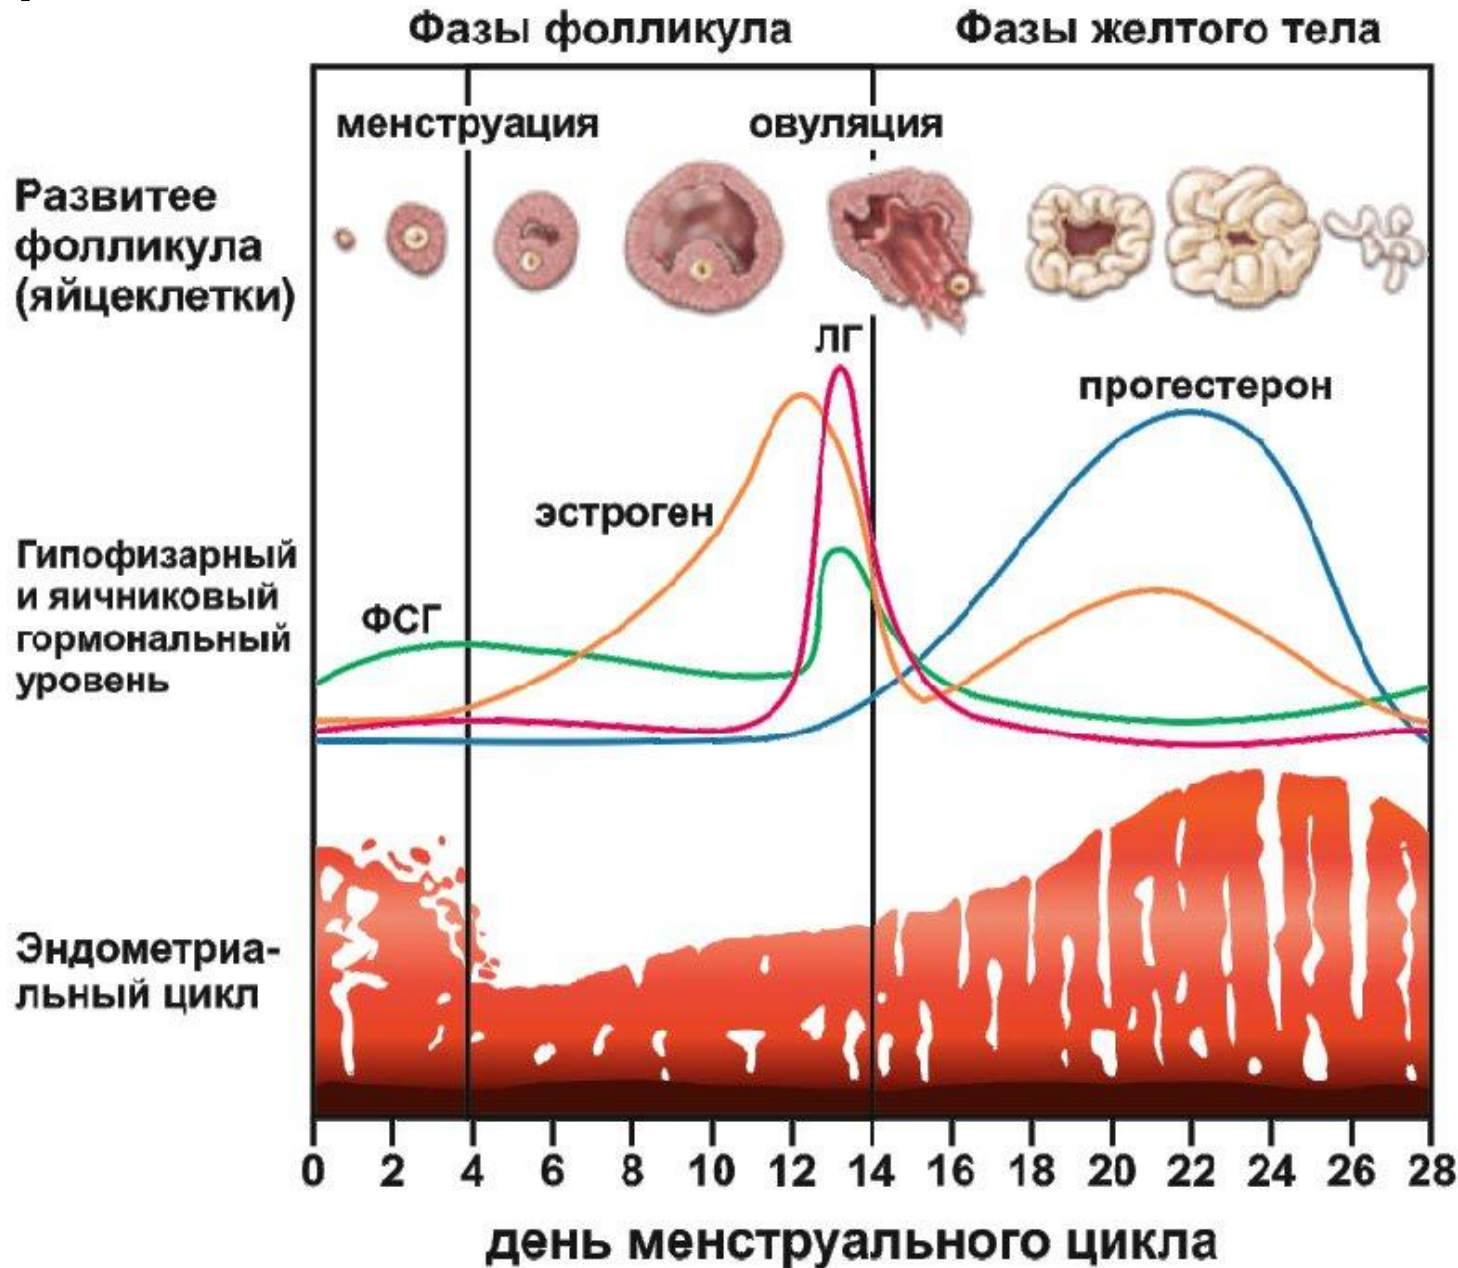 Фазы фолликула
Фазы желтого тела
менструация
овуляция
Развитее
фолликула
(яйцеклетки)
ЛГ
прогестерон
эстроген
Гипофизарный
и яичниковый
гормональный
уровень
ФСГ
Эндометриа-
льный цикл
0 2 4 6 8 10 12 14 16 18 20 22 24 26 28
день менструального цикла